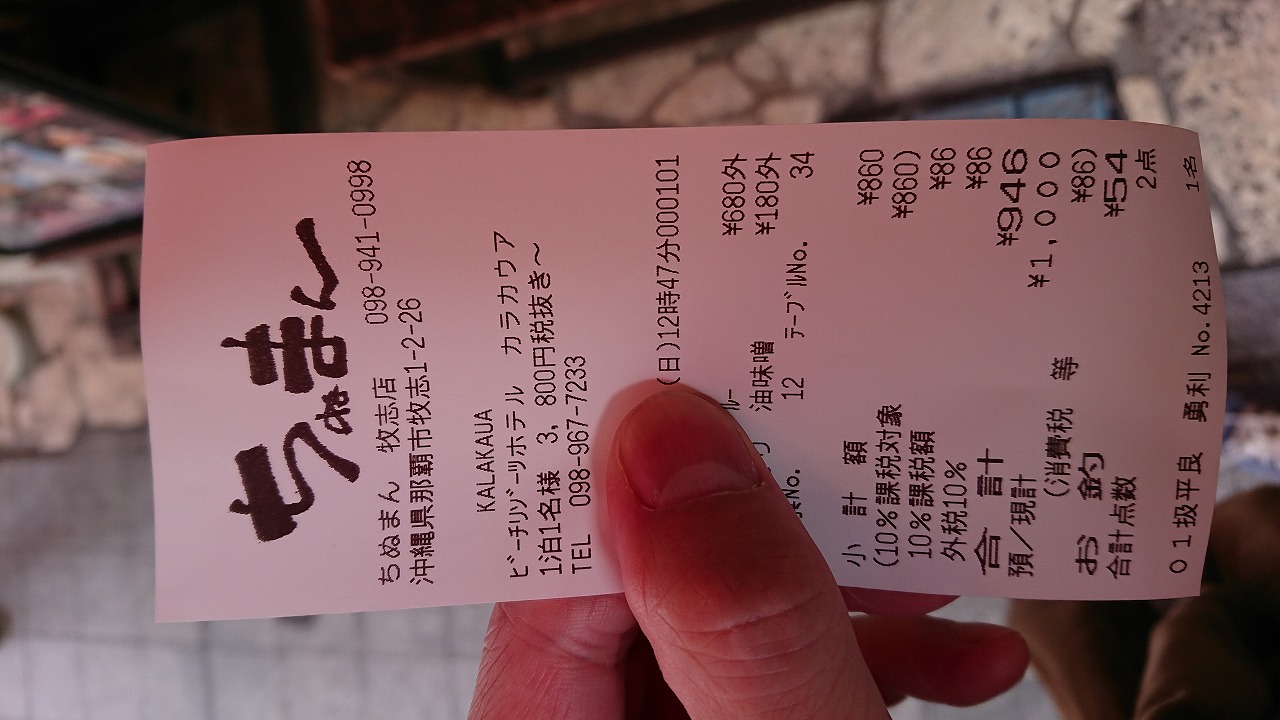 ちぬまん
ちぬまん 牧志店 098-941-0998
沖縄県那覇市牧志1-2-26
KALAKAUA
ﾋﾞｰﾁﾘｿﾞｰﾂホテル カラカウア
1泊1名様 3,800円税抜き～
TEL 098-967-7233
(日)12時47分000101
ﾙｰ ¥680外
油味噌 ¥180外
No. 12 ﾃｰﾌﾞﾙNo. 34
小計額 ¥860
(10%課税対象 ¥860)
10%課税額 ¥86
外税10% ¥86
合計 ¥946
預/現計 ¥1,000
(消費税 等 ¥86)
お釣 ¥54
合計点数 2点
01扱平良 勇利 No.4213 1名